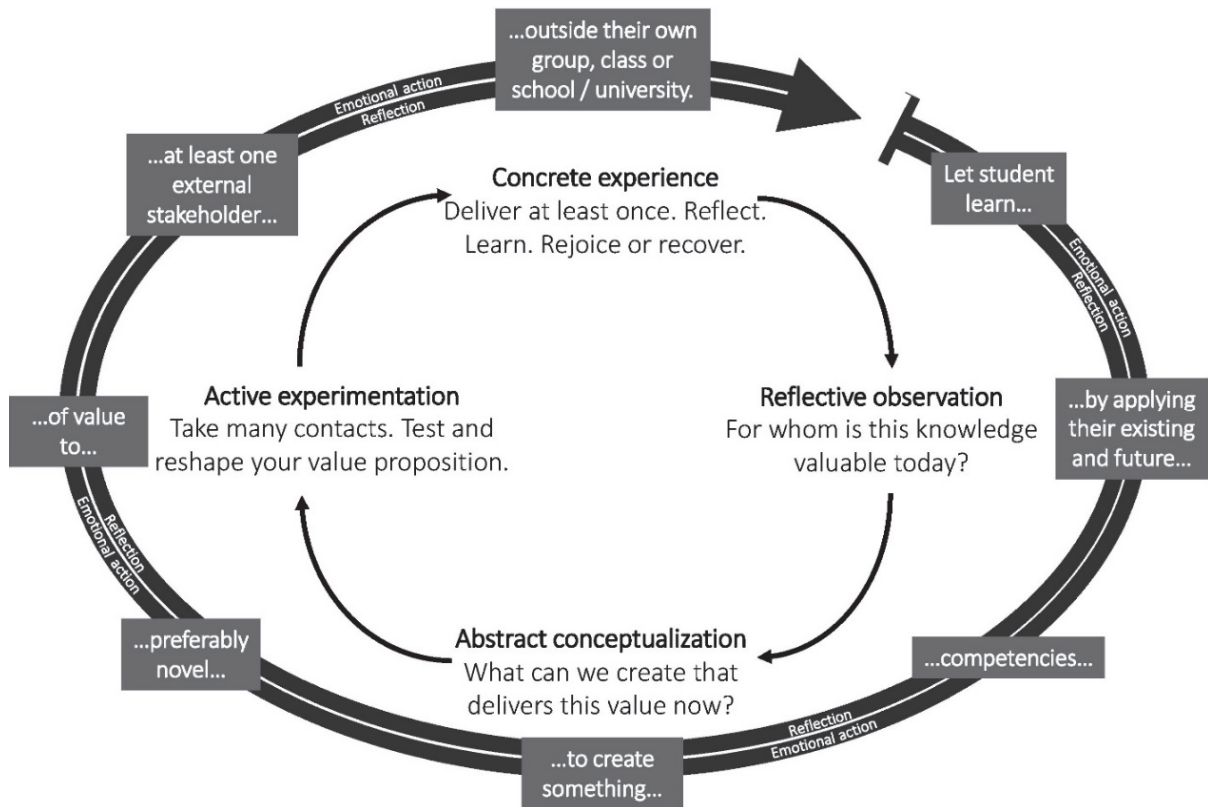 ...outside their own
group, class or
school / university.
Emotional action
Reflection
...at least one
external
stakeholder...
Let student
learn...
Concrete experience
Deliver at least once. Reflect.
Learn. Rejoice or recover.
Emotional action
Reflection
Active experimentation
Take many contacts. Test and
reshape your value proposition.
Reflective observation
For whom is this knowledge
valuable today?
...of value
to...
...by applying
their existing
and future...
Reflection
Emotional action
Abstract conceptualization
What can we create that
delivers this value now?
...preferably
novel...
...competencies...
Reflection
Emotional action
...to create
something...